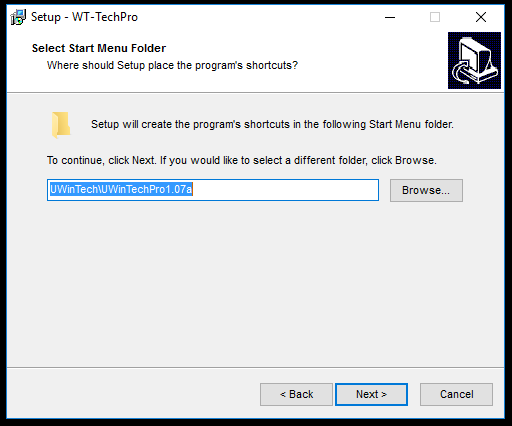 Setup - WT-TechPro
Select Start Menu Folder
Where should Setup place the program's shortcuts?
Setup will create the program's shortcuts in the following Start Menu folder.
To continue, click Next. If you would like to select a different folder, click Browse.
UWinTech\UWinTechPro1.07a
Browse...
< Back
Next >
Cancel